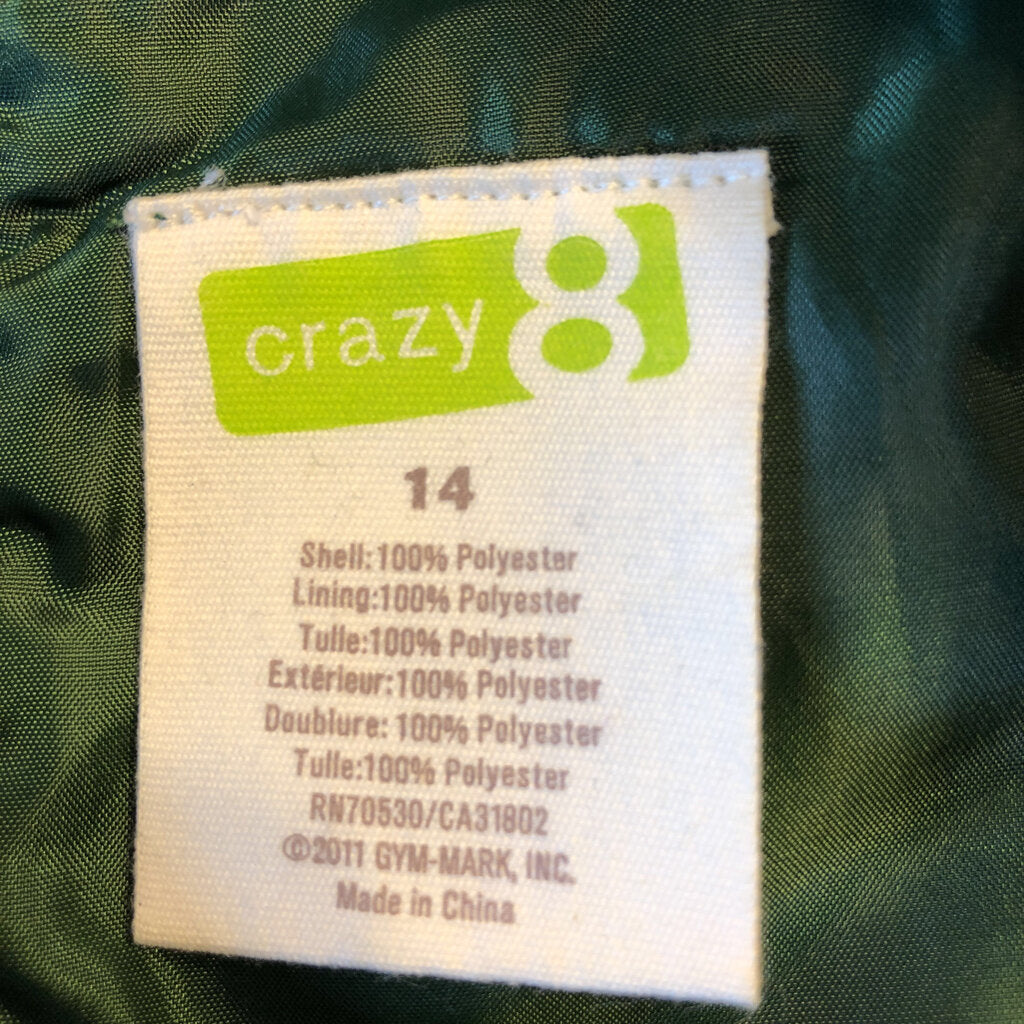 crazy 8
14
Shell:100% Polyester
Lining:100% Polyester
Tulle:100% Polyester
Extérieur:100% Polyester
Doublure: 100% Polyester
Tulle:100% Polyester
RN70530/CA31802
©2011 GYM-MARK, INC.
Made in China